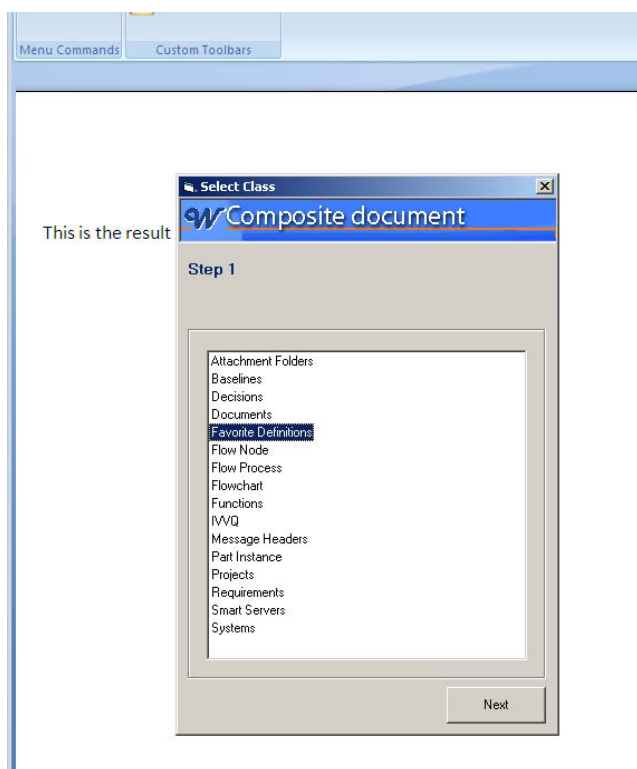 Menu Commands Custom Toolbars
Select Class
W Composite document
This is the result
Step 1
Attachment Folders
Baselines
Decisions
Documents
Favorite Definitions
Flow Node
Flow Process
Flowchart
Functions
IVVQ
Message Headers
Part Instance
Projects
Requirements
Smart Servers
Systems
Next